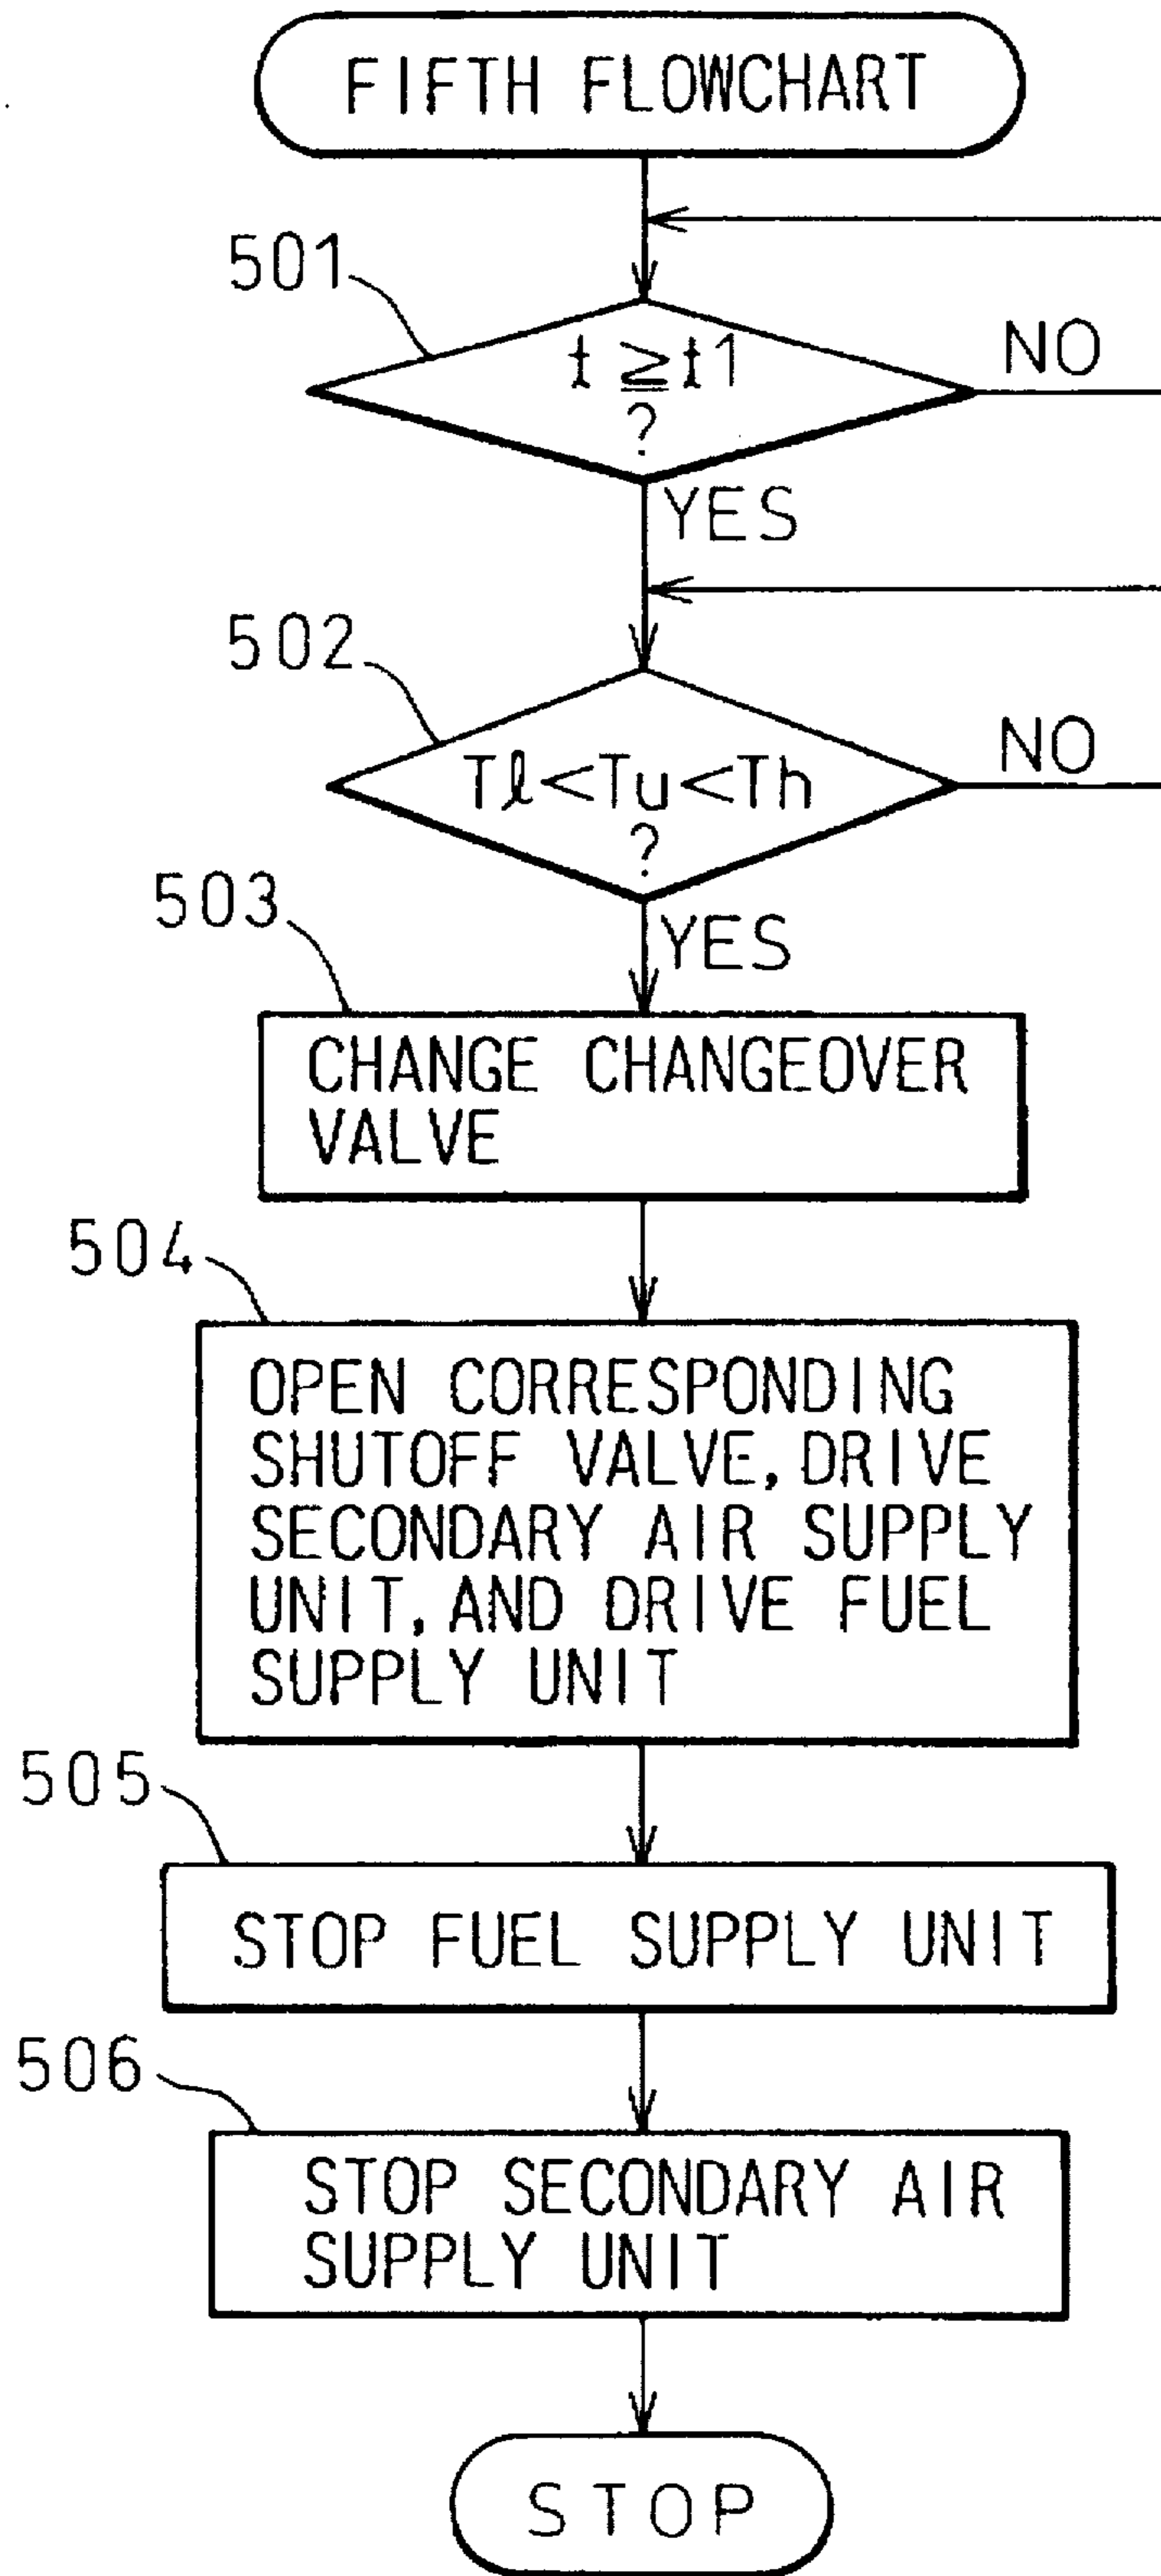 FIFTH FLOWCHART
501
t ≧ t1
?
NO
YES
502
Tℓ<Tu<Th
?
NO
YES
503
CHANGE CHANGEOVER
VALVE
504
OPEN CORRESPONDING
SHUTOFF VALVE, DRIVE
SECONDARY AIR SUPPLY
UNIT, AND DRIVE FUEL
SUPPLY UNIT
505
STOP FUEL SUPPLY UNIT
506
STOP SECONDARY AIR
SUPPLY UNIT
STOP